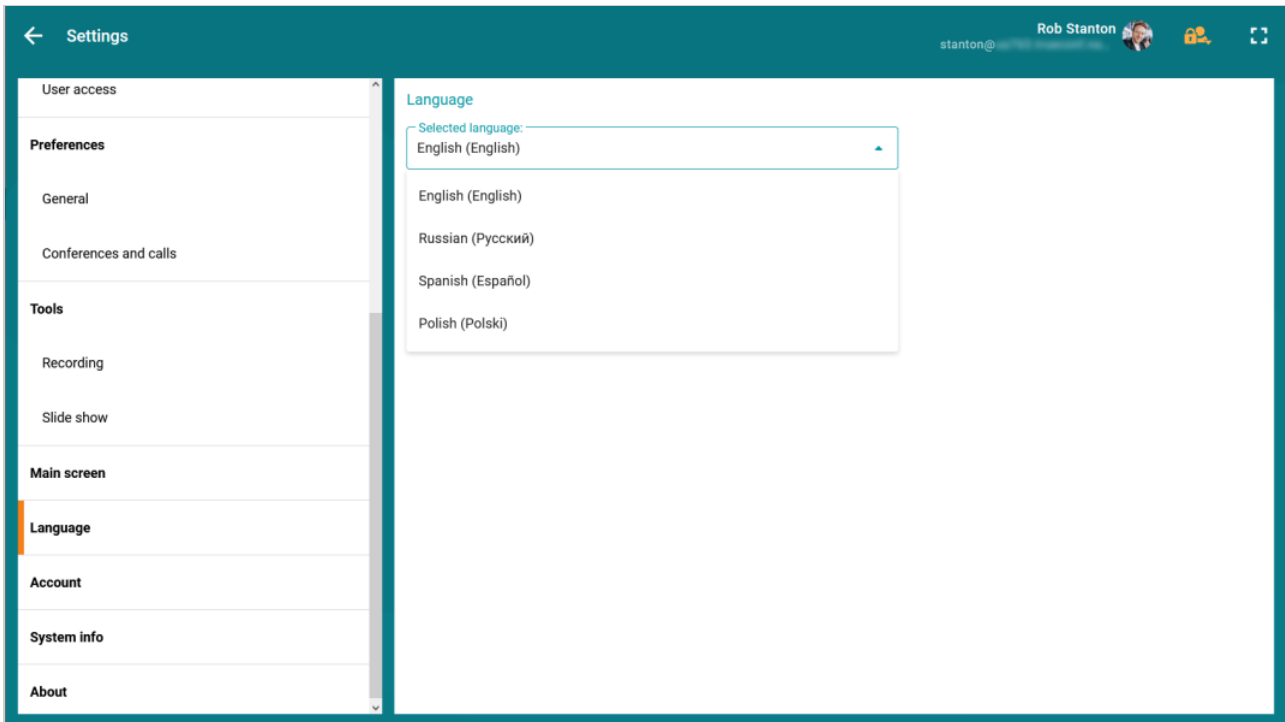 Settings
Rob Stanton
stanton@
User access
Preferences
General
Conferences and calls
Tools
Recording
Slide show
Main screen
Language
Account
System info
About
Language
Selected language:
English (English)
English (English)
Russian (Русский)
Spanish (Español)
Polish (Polski)